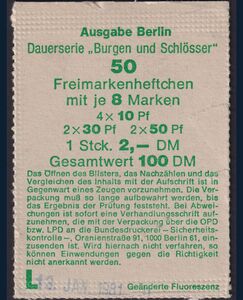 Ausgabe Berlin
Dauerserie „Burgen und Schlösser"
50
Freimarkenheftchen
mit je 8 Marken
4 x 10 Pf
2 x 30 Pf 2 x 50 Pf
1 Stck. 2,– DM
Gesamtwert 100 DM
Das Öffnen des Blisters, das Nachzählen und das
Vergleichen des Inhalts mit der Aufschrift ist in
Gegenwart eines Zeugen vorzunehmen. Die Ver-
packung muß so lange aufbewahrt werden, bis
das Ergebnis der Prüfung feststeht. Bei Abwei-
chungen ist sofort eine Verhandlungsschrift aufzu-
nehmen, die mit der Verpackung über die OPD
bzw. LPD an die Bundesdruckerei - Sicherheits-
kontrolle -, Oranienstraße 91, 1000 Berlin 61, ein-
zusenden ist. Wird hiernach nicht verfahren, so
können Einwendungen gegen die Richtigkeit
nicht anerkannt werden.
L
Geänderte Fluoreszenz